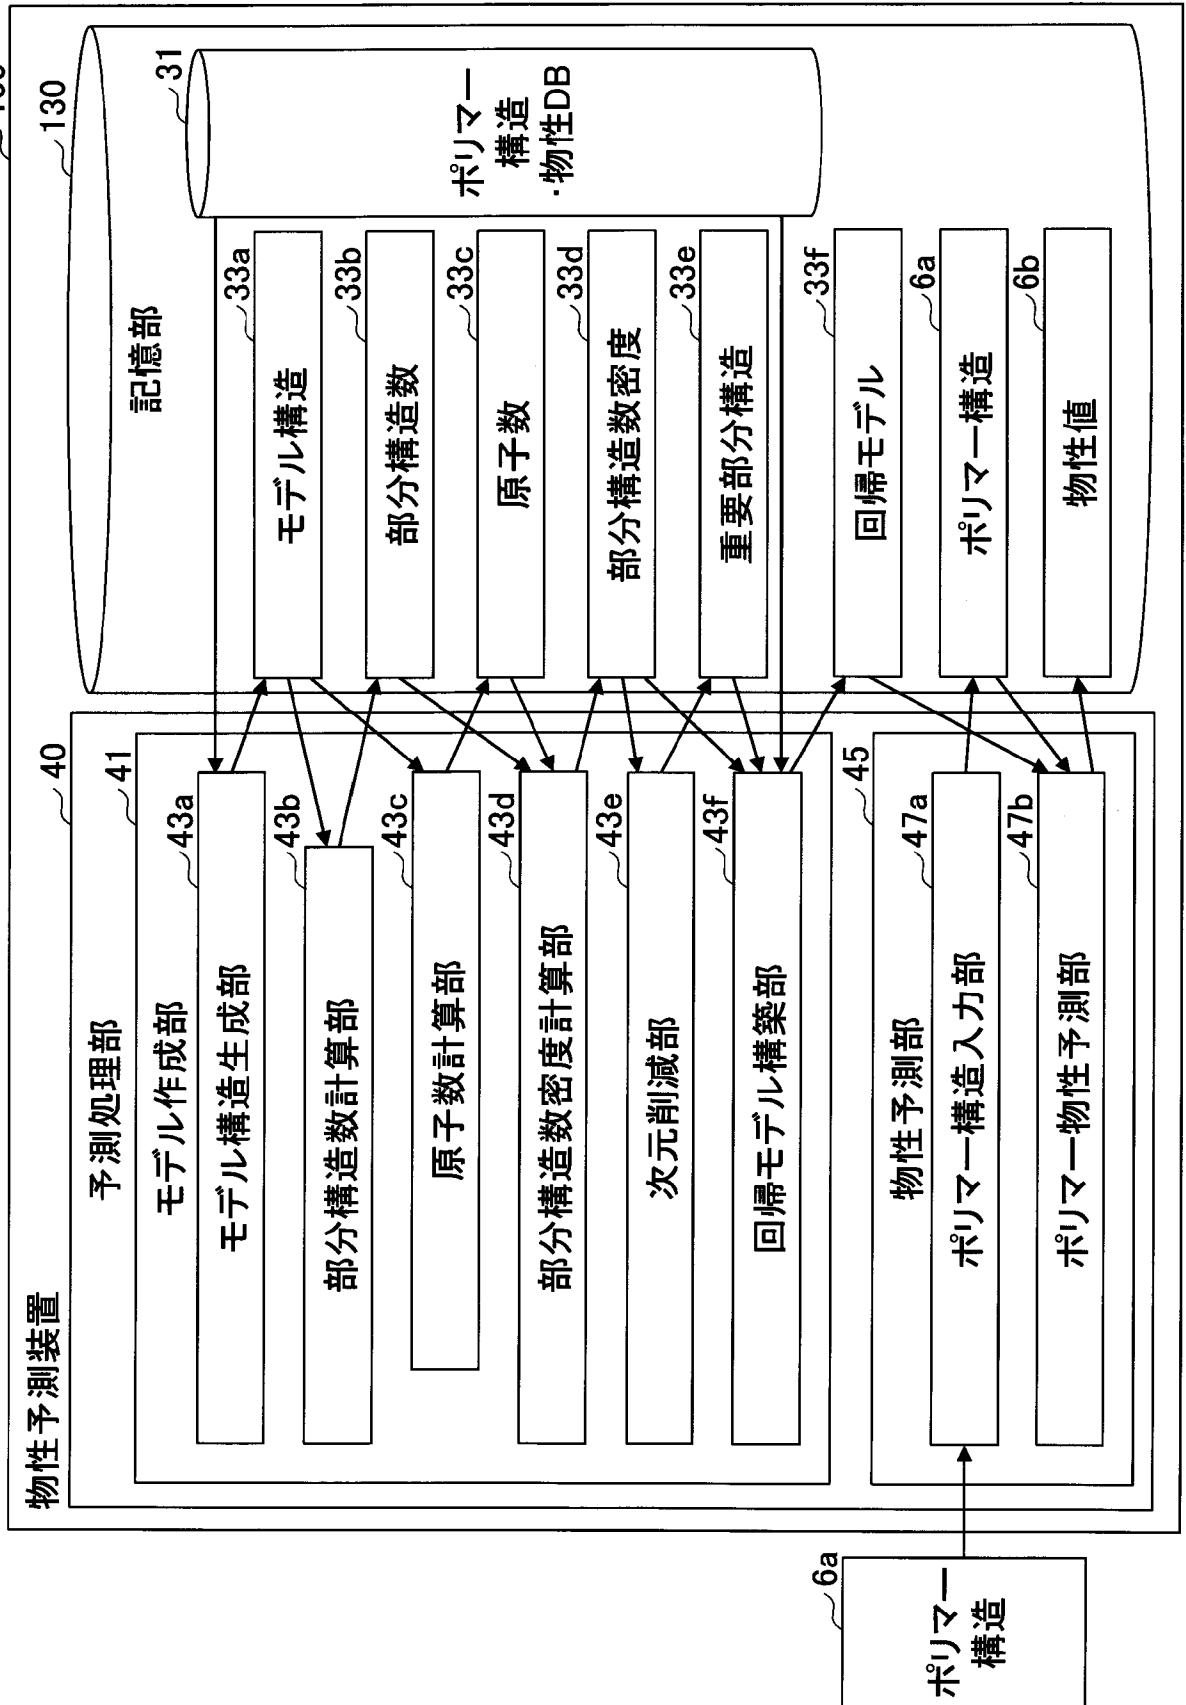 物性予測装置
40
予測処理部
41
モデル作成部
43a
モデル構造生成部
43b
部分構造数計算部
43c
原子数計算部
43d
部分構造数密度計算部
43e
次元削減部
43f
回帰モデル構築部
45
物性予測部
47a
ポリマー構造入力部
47b
ポリマー物性予測部
130
記憶部
31
ポリマー
構造
・物性DB
33a
モデル構造
33b
部分構造数
33c
原子数
33d
部分構造数密度
33e
重要部分構造
33f
回帰モデル
6a
ポリマー構造
6b
物性値
6a
ポリマー
構造